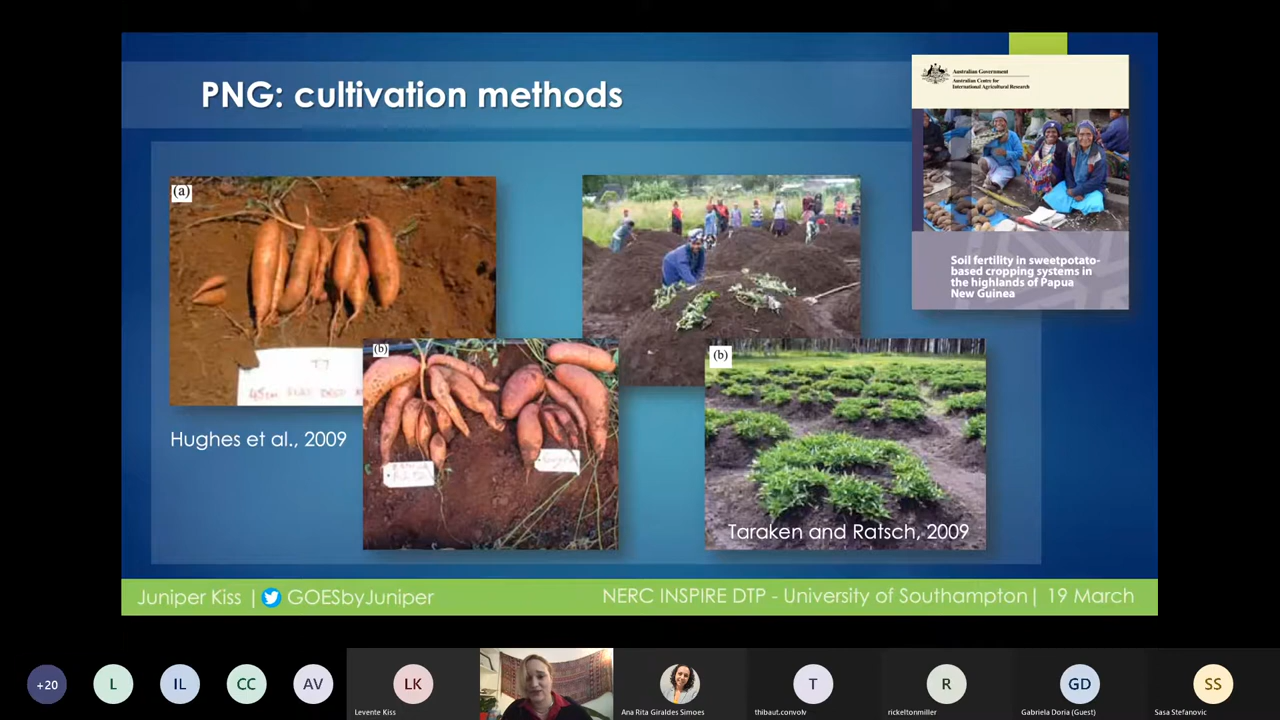 PNG: cultivation methods
Australian Government
Australian Centre for
International Agricultural Research
Soil fertility in sweetpotato-
based cropping systems in
the highlands of Papua
New Guinea
(a)
(b)
(b)
Hughes et al., 2009
Taraken and Ratsch, 2009
Juniper Kiss | GOESbyJuniper
NERC INSPIRE DTP - University of Southampton| 19 March
+20
L
IL
CC
AV
LK
T
R
GD
SS
Levente Kiss
Ana Rita Giraldes Simoes
thibaut.convolv
rickeltonmiller
Gabriela Doria (Guest)
Sasa Stefanovic